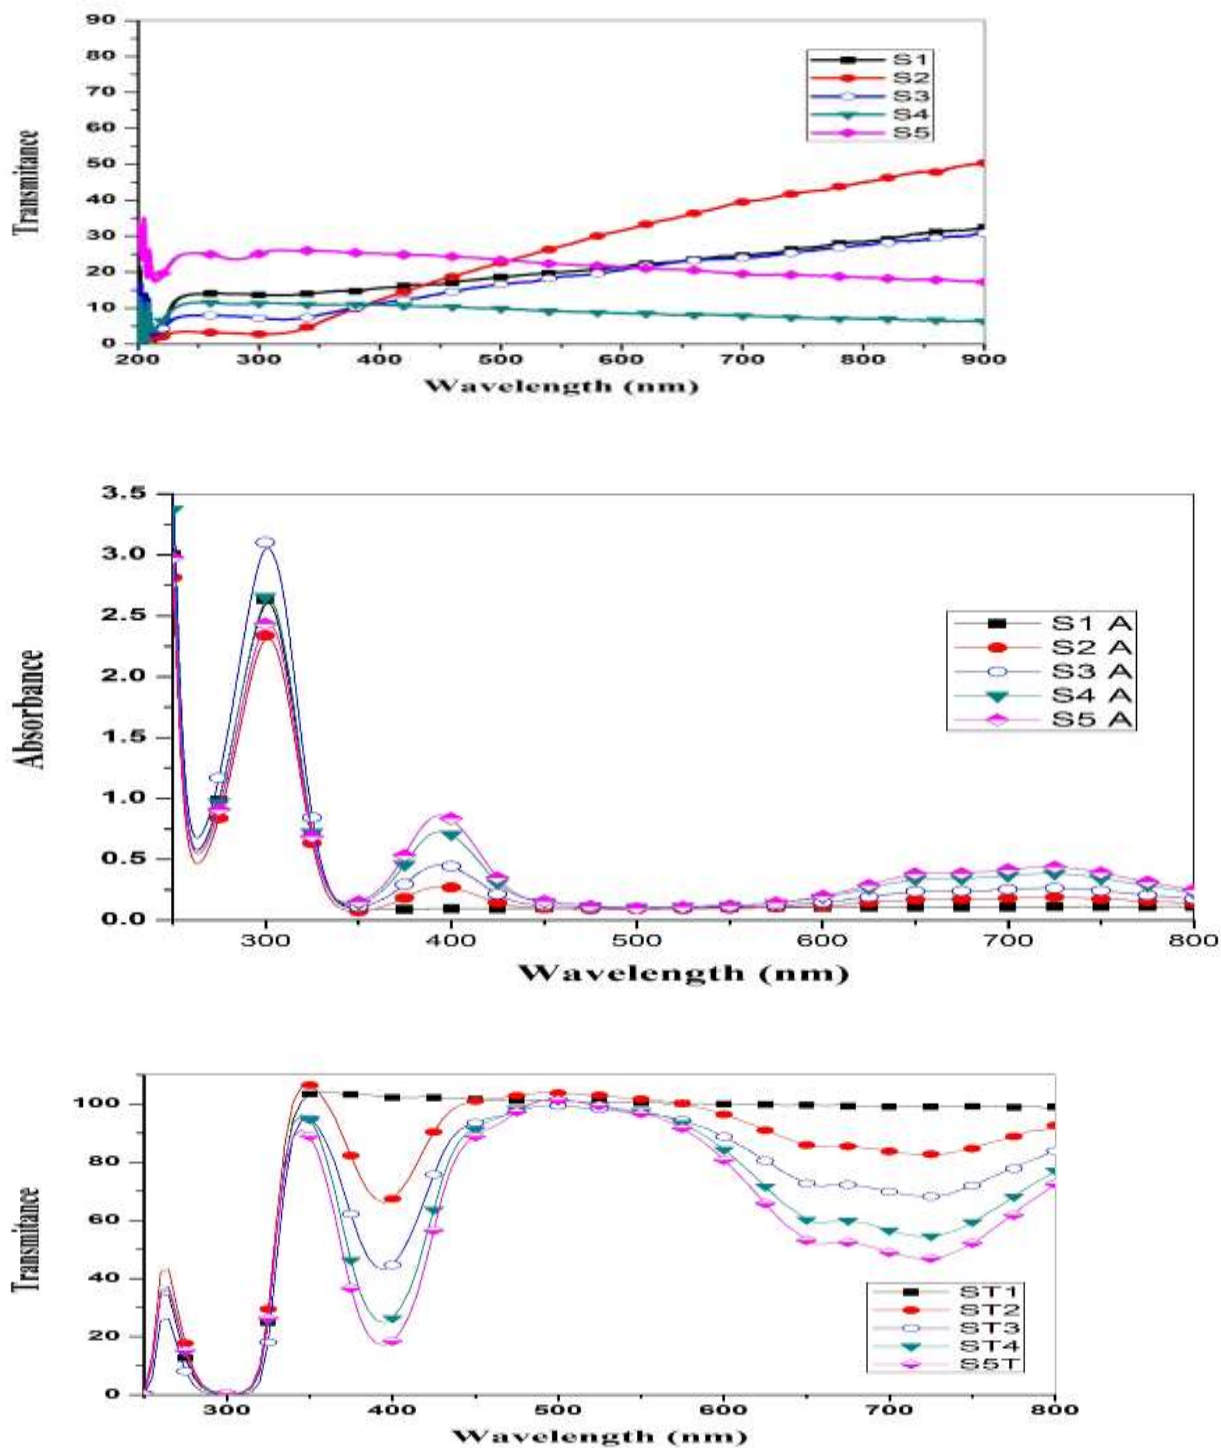 90
80
70
60
50
40
30
20
10
0
Transmitance
S1
S2
S3
S4
S5
200 300 400 500 600 700 800 900
Wavelength (nm)
3.5
3.0
2.5
2.0
1.5
1.0
0.5
0.0
Absorbance
S1 A
S2 A
S3 A
S4 A
S5 A
300 400 500 600 700 800
Wavelength (nm)
100
80
60
40
20
0
Transmitance
ST1
ST2
ST3
ST4
S5T
300 400 500 600 700 800
Wavelength (nm)